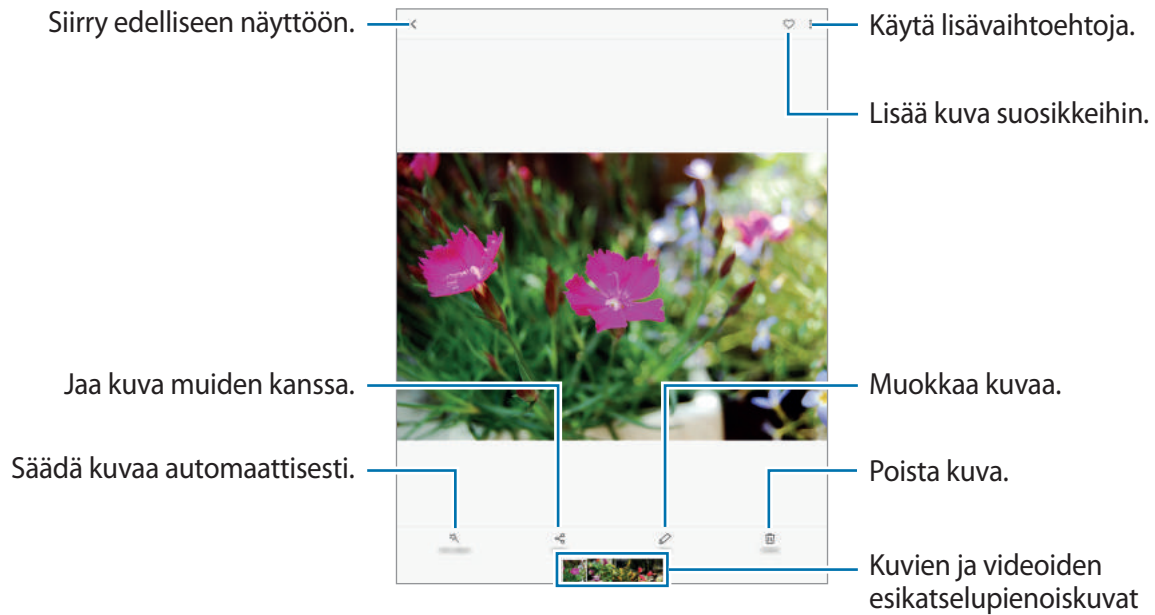 Siirry edelliseen näyttöön.
Käytä lisävaihtoehtoja.
Lisää kuva suosikkeihin.
Jaa kuva muiden kanssa.
Muokkaa kuvaa.
Säädä kuvaa automaattisesti.
Poista kuva.
Kuvien ja videoiden
esikatselupienoiskuvat